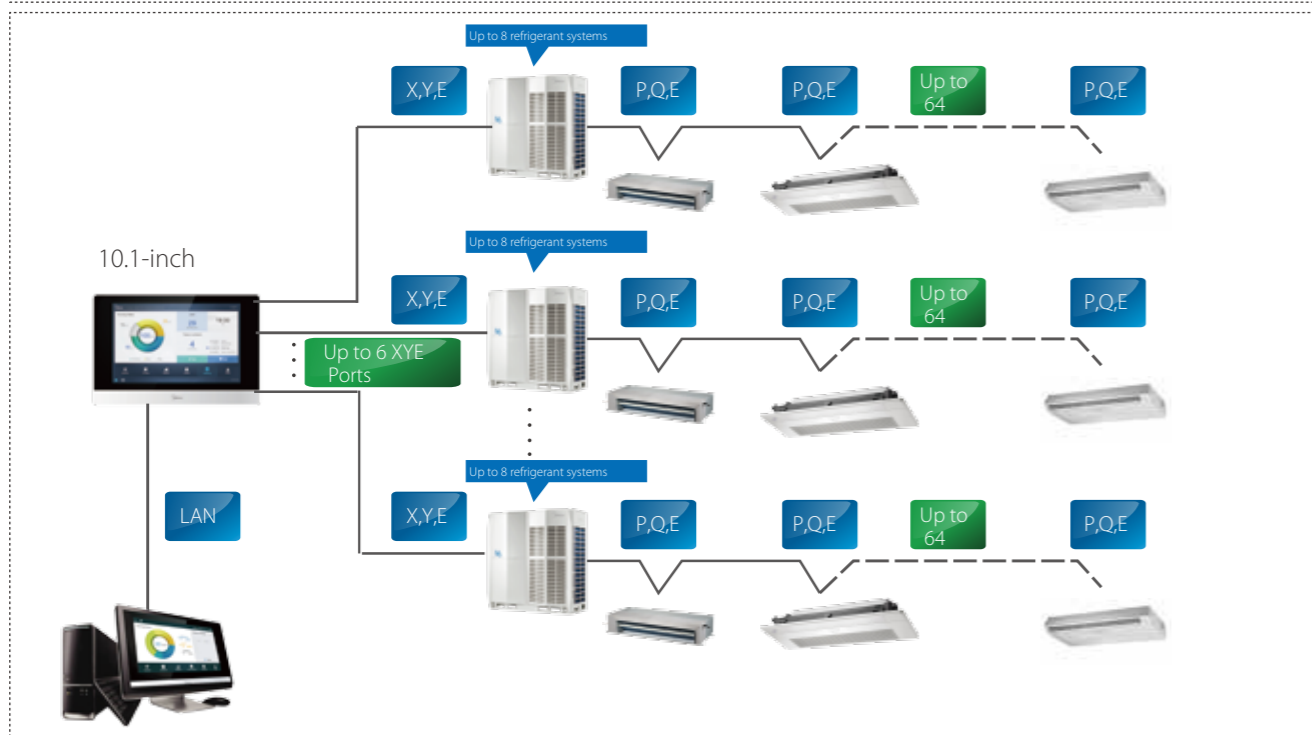 Up to 8 refrigerant systems
X,Y,E
P,Q,E
P,Q,E
Up to
64
P,Q,E
10.1-inch
Up to 8 refrigerant systems
X,Y,E
P,Q,E
P,Q,E
Up to
64
P,Q,E
Up to 6 XYE
Ports
Up to 8 refrigerant systems
LAN
X,Y,E
P,Q,E
P,Q,E
Up to
64
P,Q,E